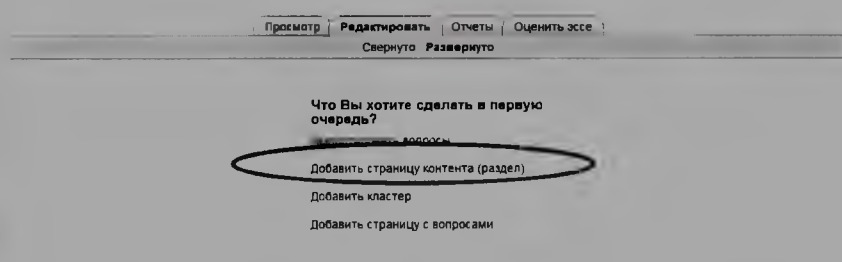 Просмотр Редактировать Отчеты Оценить эссе
Свернуто Развернуто
Что Вы хотите сделать в первую
очередь?
вопросы
Добавить страницу контента (раздел)
Добавить кластер
Добавить страницу с вопросами